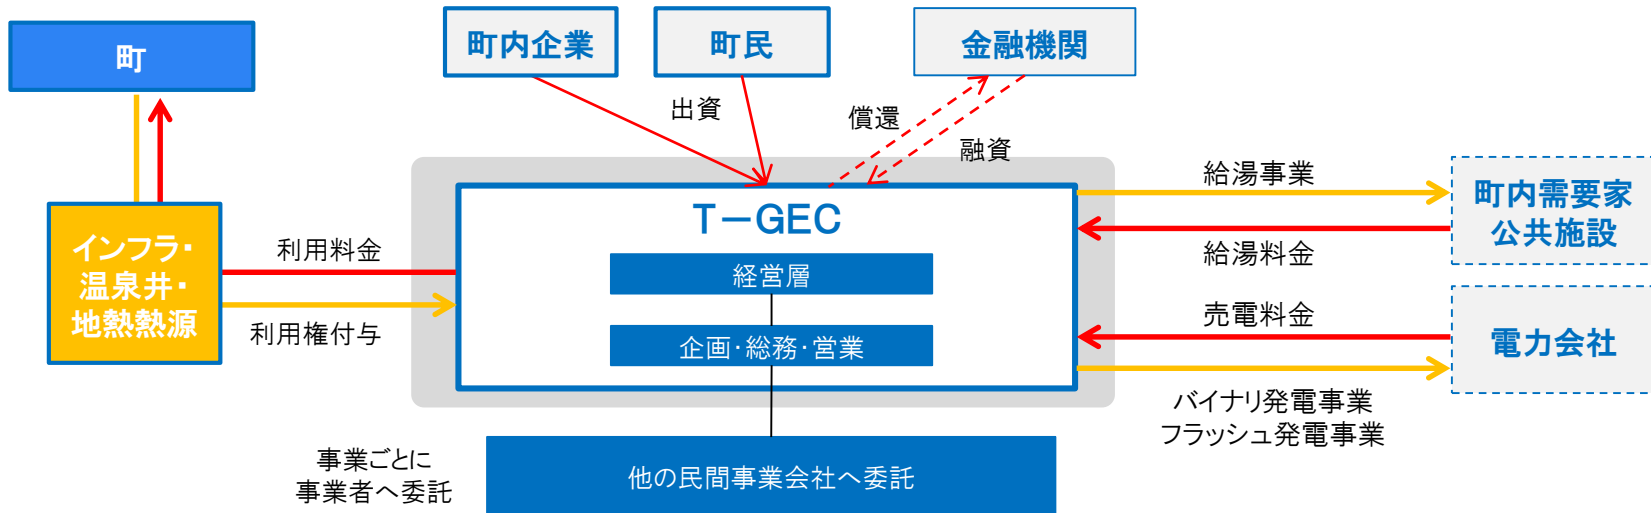 町
町内企業
町民
金融機関
出資
償還
融資
インフラ・
温泉井・
地熱熱源
利用料金
利用権付与
T－GEC
経営層
企画・総務・営業
給湯事業
給湯料金
町内需要家
公共施設
売電料金
電力会社
バイナリ発電事業
フラッシュ発電事業
事業ごとに
事業者へ委託
他の民間事業会社へ委託